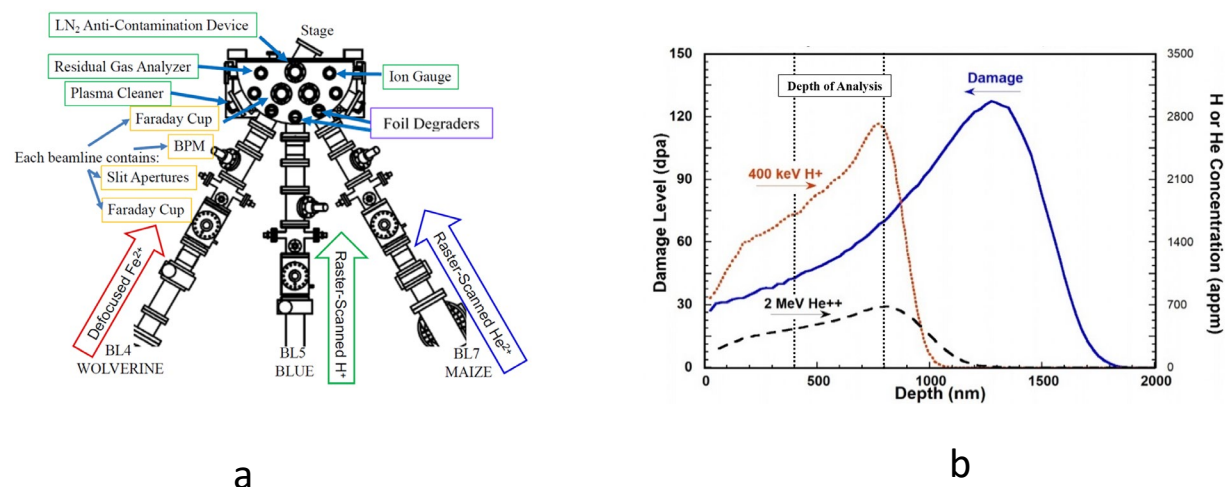 LN₂ Anti-Contamination Device
Stage
Residual Gas Analyzer
Ion Gauge
Plasma Cleaner
Faraday Cup
Foil Degraders
BPM
Each beamline contains:
Slit Apertures
Faraday Cup
Defocused Fe²⁺
Raster-Scanned H⁺
Raster-Scanned He²⁺
BL4
WOLVERINE
BL5
BLUE
BL7
MAIZE
a
150
120
90
60
30
0
Damage Level (dpa)
3500
2800
2100
1400
700
0
H or He Concentration (appm)
Depth of Analysis
Damage
400 keV H+
2 MeV He++
0
500
1000
1500
2000
Depth (nm)
b